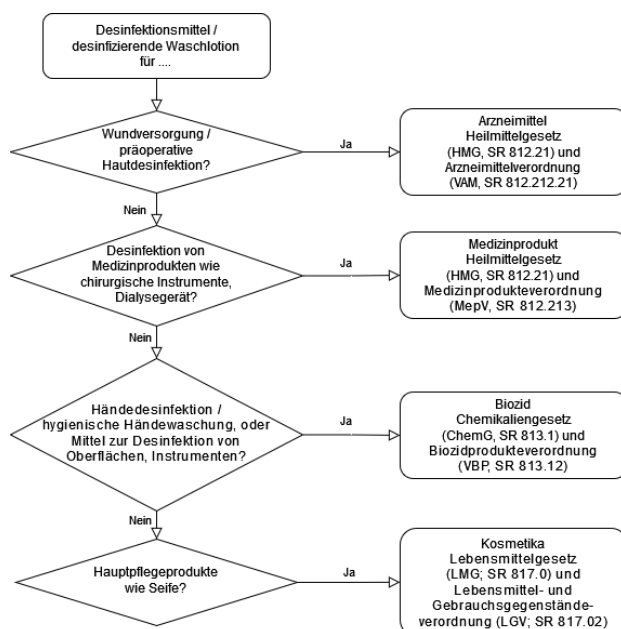 Desinfektionsmittel /
desinfizierende Waschlotion
für ....
Wundversorgung /
präoperative
Hautdesinfektion?
Ja
Arzneimittel
Heilmittelgesetz
(HMG, SR 812.21) und
Arzneimittelverordnung
(VAM, SR 812.212.21)
Nein
Desinfektion von
Medizinprodukten wie
chirurgische Instrumente,
Dialysegerät?
Ja
Medizinprodukt
Heilmittelgesetz
(HMG, SR 812.21) und
Medizinprodukteverordnung
(MepV, SR 812.213)
Nein
Händedesinfektion /
hygienische Händewaschung, oder
Mittel zur Desinfektion von
Oberflächen, Instrumenten?
Ja
Biozid
Chemikaliengesetz
(ChemG, SR 813.1) und
Biozidprodukteverordnung
(VBP, SR 813.12)
Nein
Hauptpflegeprodukte
wie Seife?
Ja
Kosmetika
Lebensmittelgesetz
(LMG; SR 817.0) und
Lebensmittel- und
Gebrauchsgegenstände-
verordnung (LGV; SR 817.02)